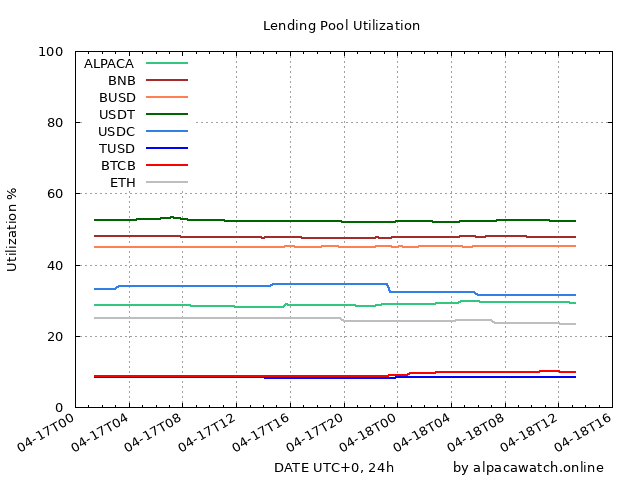 Lending Pool Utilization
100
80
60
40
20
0
Utilization %
ALPACA
BNB
BUSD
USDT
USDC
TUSD
BTCB
ETH
04-17T00
04-17T04
04-17T08
04-17T12
04-17T16
04-17T20
04-18T00
04-18T04
04-18T08
04-18T12
04-18T16
DATE UTC+0, 24h
by alpacawatch.online